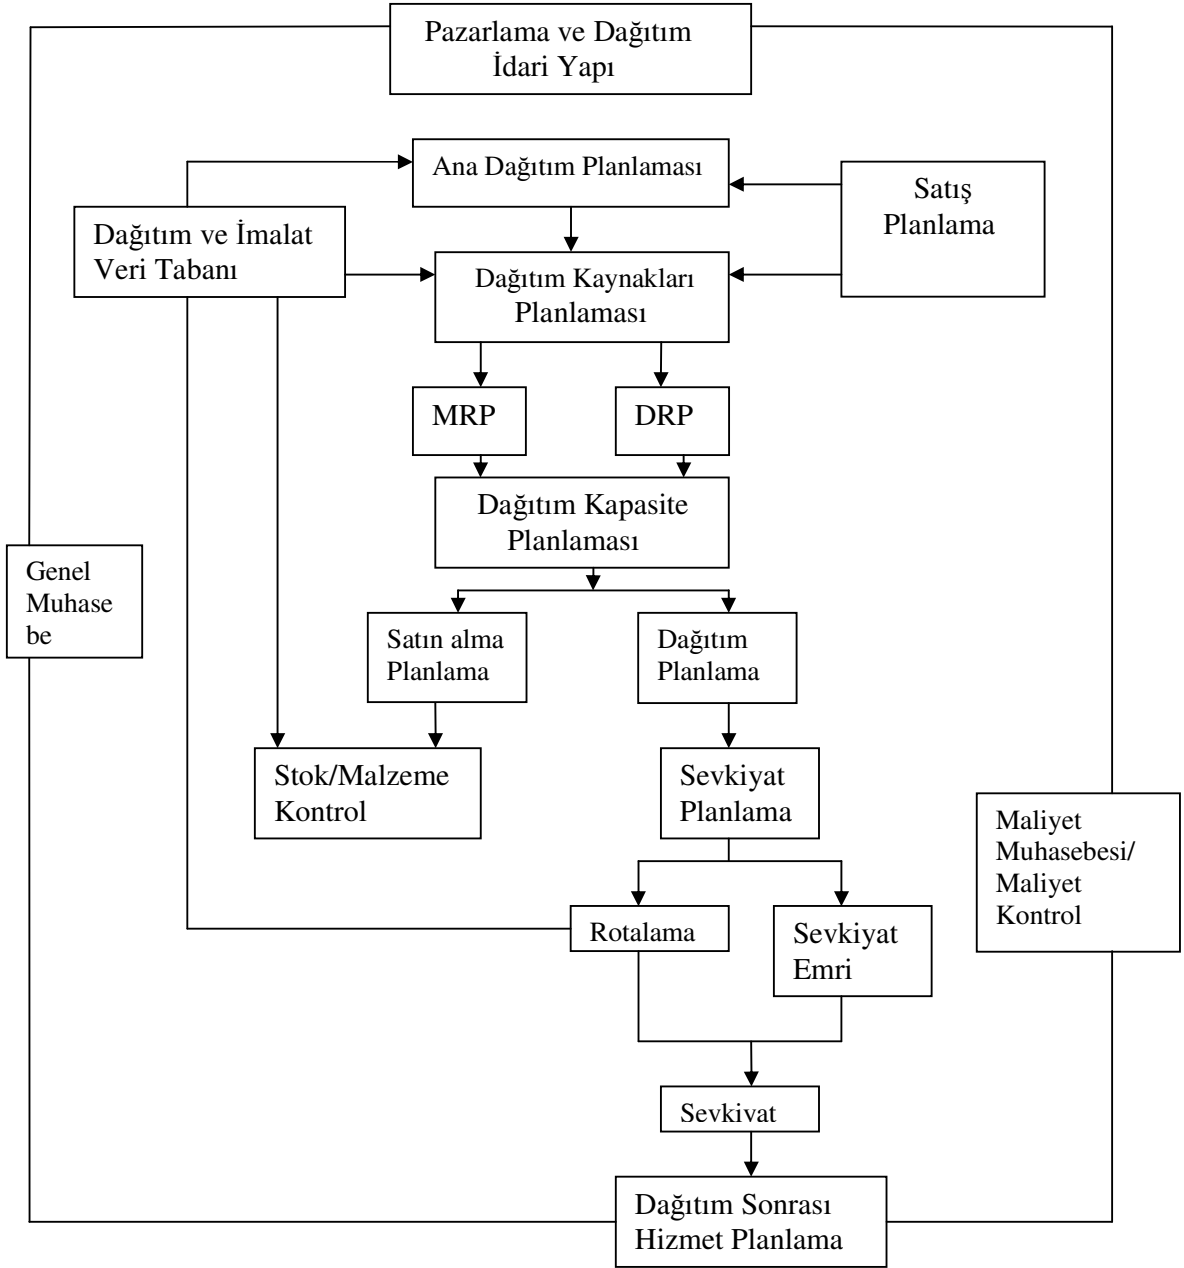 Pazarlama ve Dağıtım
İdari Yapı
Ana Dağıtım Planlaması
Satış
Planlama
Dağıtım ve İmalat
Veri Tabanı
Dağıtım Kaynakları
Planlaması
MRP
DRP
Dağıtım Kapasite
Planlaması
Genel
Muhase
be
Satın alma
Planlama
Dağıtım
Planlama
Stok/Malzeme
Kontrol
Sevkiyat
Planlama
Maliyet
Muhasebesi/
Maliyet
Kontrol
Rotalama
Sevkiyat
Emri
Sevkivat
Dağıtım Sonrası
Hizmet Planlama